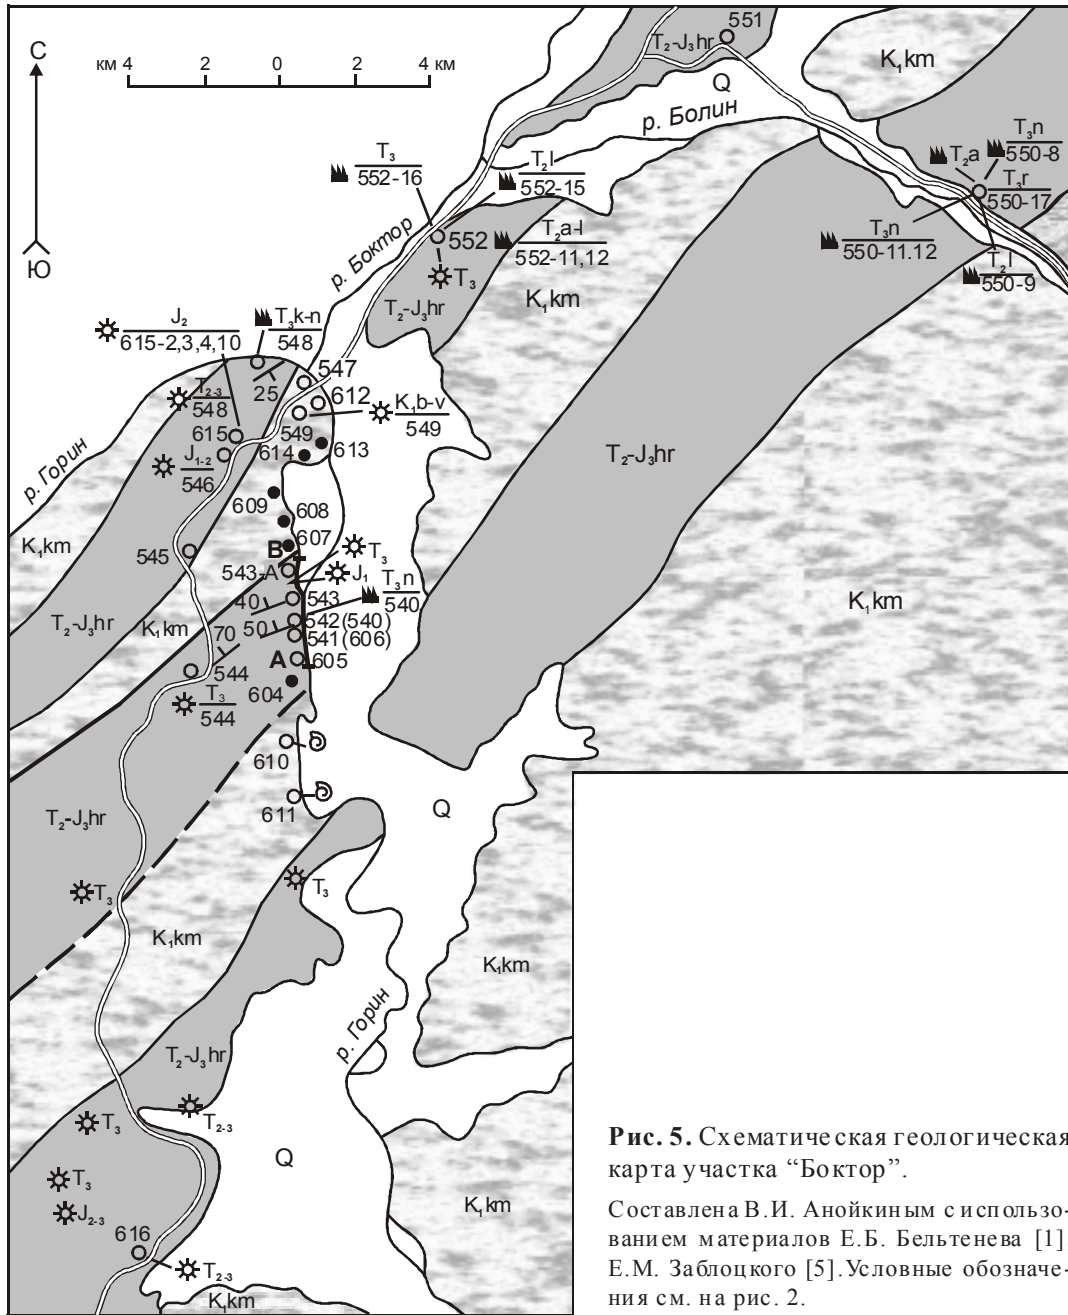 С
Ю
км 4 2 0 2 4 км
551
T₂-J₃hr
K₁km
Q
р. Болин
T₃
552-16
T₂l
552-15
T₂a
T₃n
550-8
T₃r
550-17
552
T₂a-l
552-11,12
T₃n
550-11.12
T₂l
550-9
р. Боктор
T₃
K₁km
T₂-J₃hr
J₂
615-2,3,4,10
T₃k-n
548
547
25
T₂₋₃
548
612
K₁b-v
549
549
615
614
613
T₂-J₃hr
р. Горин
J₁₋₂
546
609
608
607
K₁km
545
B
T₃
543-A
J₁
T₃n
540
40
543
K₁km
T₂-J₃hr
K₁km
50
542(540)
541(606)
70
544
A
605
604
T₃
544
610
Q
T₂-J₃hr
611
T₃
T₃
K₁km
K₁km
р. Горин
T₂-J₃hr
T₃
T₂₋₃
Q
T₃
J₂₋₃
K₁km
616
T₂₋₃
K₁km
Рис. 5. Схематическая геологическая
карта участка “Боктор”.
Составлена В.И. Анойкиным с использо-
ванием материалов Е.Б. Бельтенева [1],
Е.М. Заблоцкого [5].Условные обозначе-
ния см. на рис. 2.